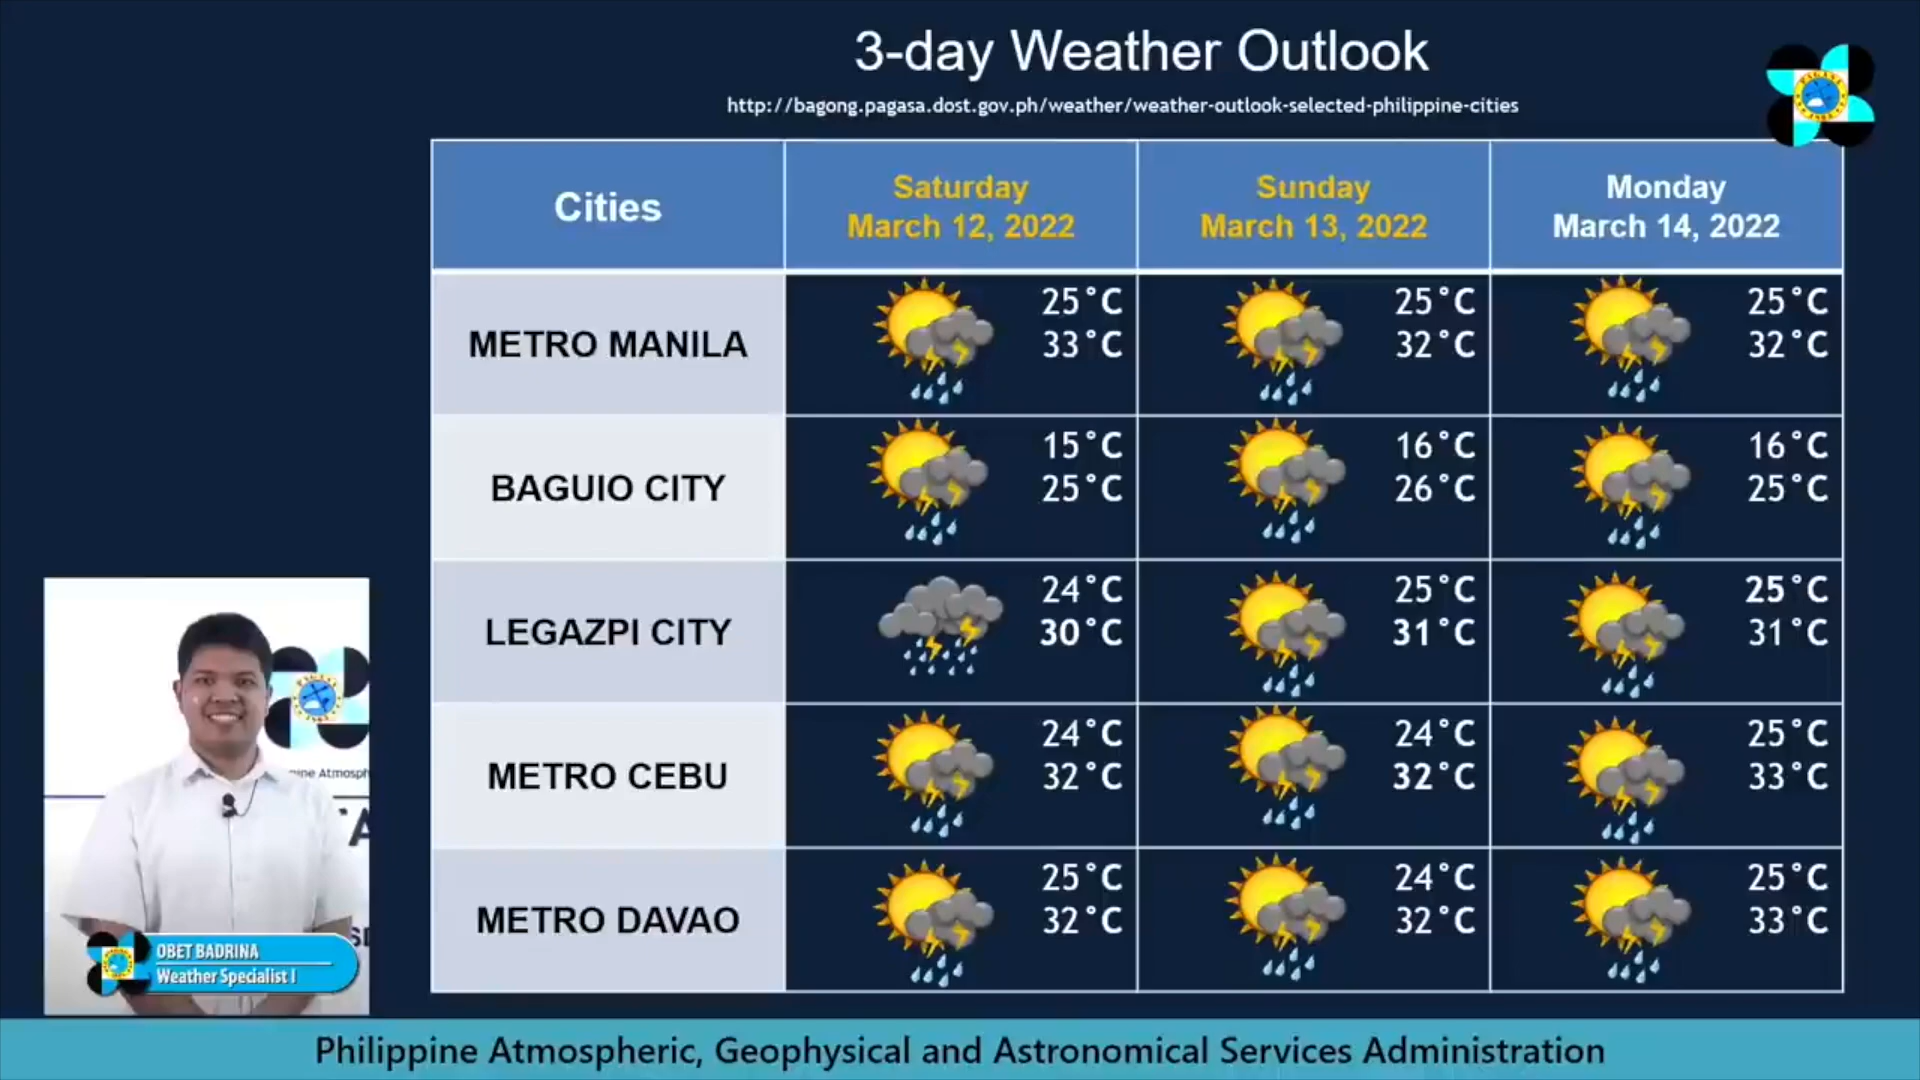 3-day Weather Outlook
http://bagong.pagasa.dost.gov.ph/weather/weather-outlook-selected-philippine-cities
Cities
Saturday
March 12, 2022
Sunday
March 13, 2022
Monday
March 14, 2022
METRO MANILA
25°C
33°C
25°C
32°C
25°C
32°C
BAGUIO CITY
15°C
25°C
16°C
26°C
16°C
25°C
LEGAZPI CITY
24°C
30°C
25°C
31°C
25°C
31°C
METRO CEBU
24°C
32°C
24°C
32°C
25°C
33°C
METRO DAVAO
25°C
32°C
24°C
32°C
25°C
33°C
OBET BADRINA
Weather Specialist I
Philippine Atmospheric, Geophysical and Astronomical Services Administration